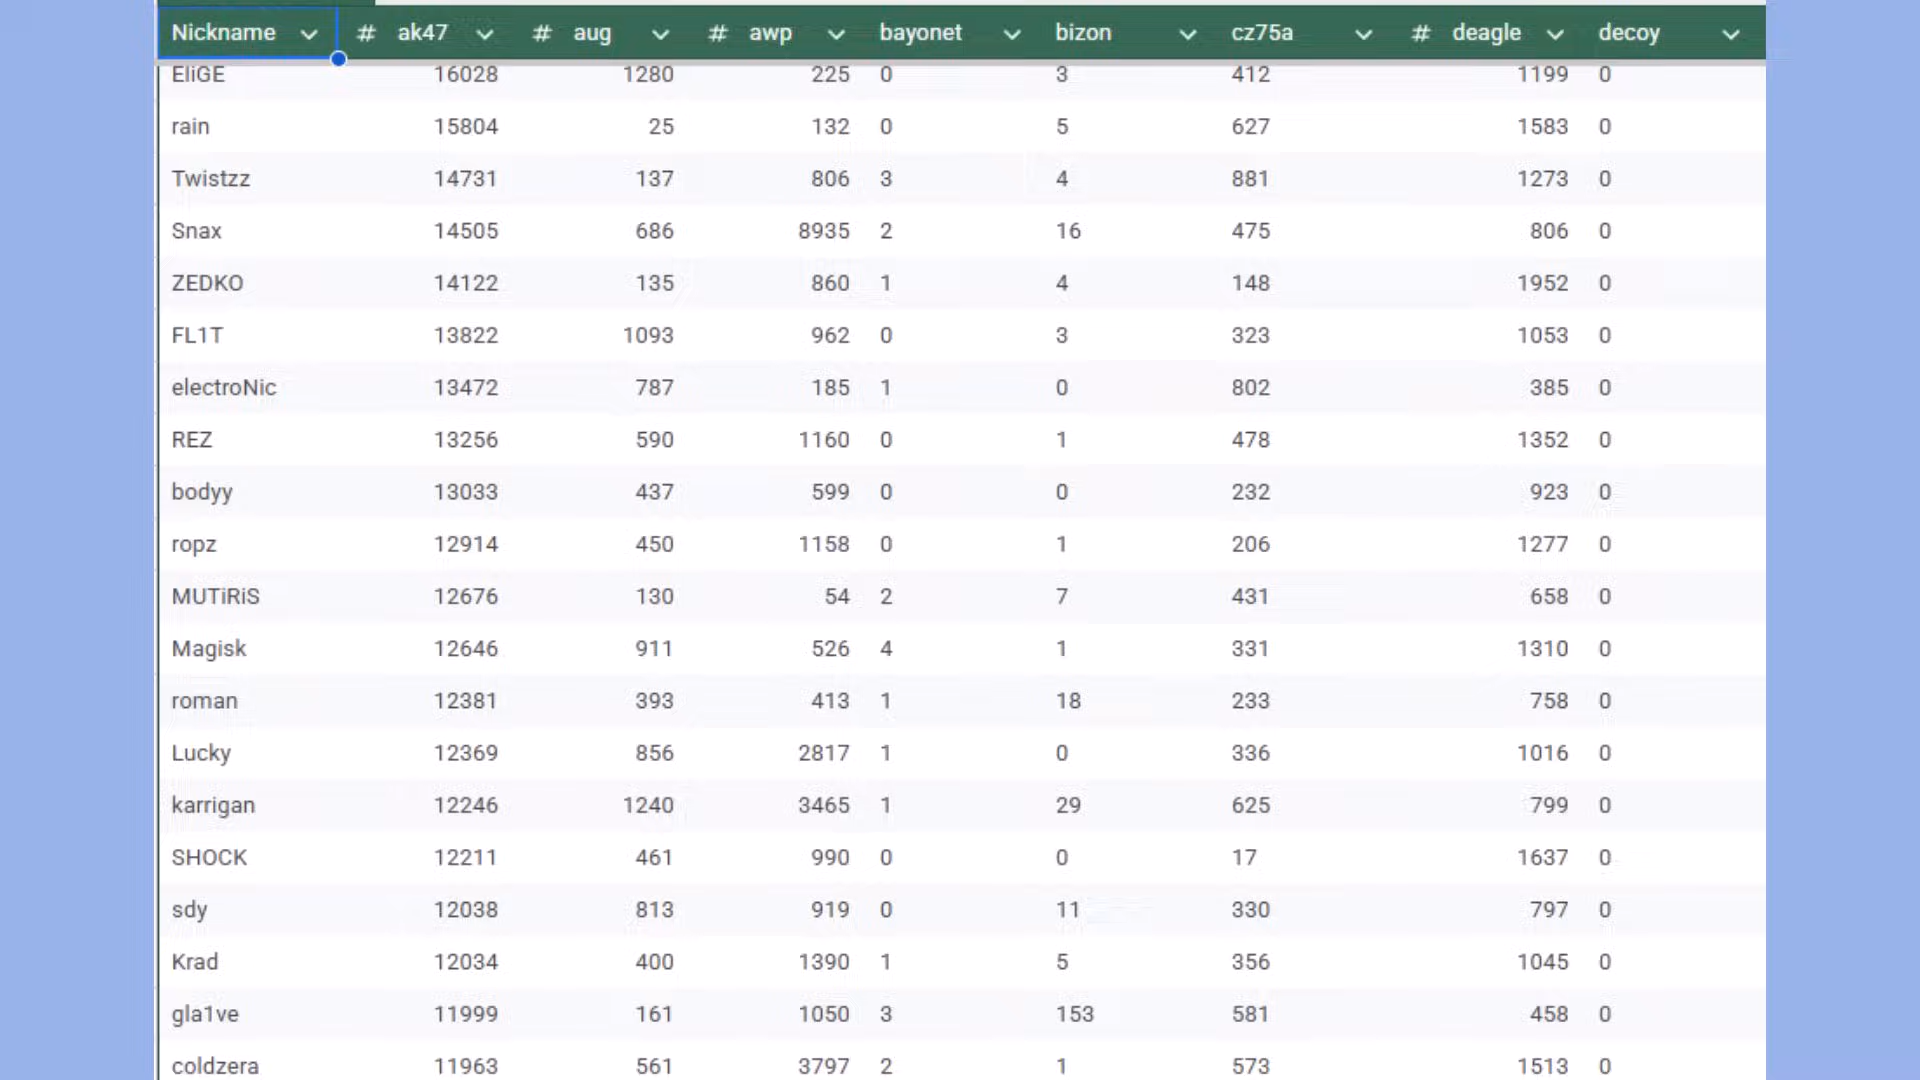 Nickname # ak47 # aug # awp bayonet bizon cz75a # deagle decoy
EliGE 16028 1280 225 0 3 412 1199 0
rain 15804 25 132 0 5 627 1583 0
Twistzz 14731 137 806 3 4 881 1273 0
Snax 14505 686 8935 2 16 475 806 0
ZEDKO 14122 135 860 1 4 148 1952 0
FL1T 13822 1093 962 0 3 323 1053 0
electroNic 13472 787 185 1 0 802 385 0
REZ 13256 590 1160 0 1 478 1352 0
bodyy 13033 437 599 0 0 232 923 0
ropz 12914 450 1158 0 1 206 1277 0
MUTiRiS 12676 130 54 2 7 431 658 0
Magisk 12646 911 526 4 1 331 1310 0
roman 12381 393 413 1 18 233 758 0
Lucky 12369 856 2817 1 0 336 1016 0
karrigan 12246 1240 3465 1 29 625 799 0
SHOCK 12211 461 990 0 0 17 1637 0
sdy 12038 813 919 0 11 330 797 0
Krad 12034 400 1390 1 5 356 1045 0
gla1ve 11999 161 1050 3 153 581 458 0
coldzera 11963 561 3797 2 1 573 1513 0